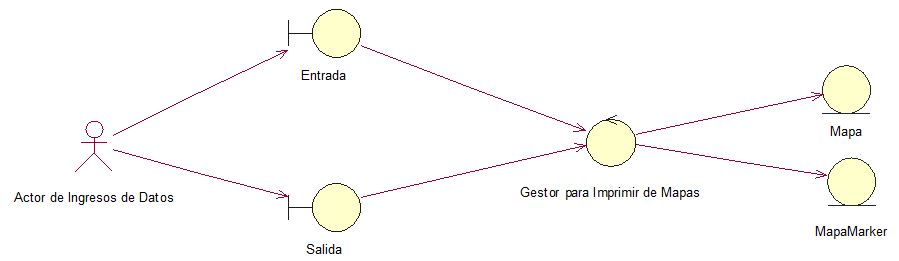 Entrada
Actor de Ingresos de Datos
Salida
Gestor para Imprimir de Mapas
Mapa
MapaMarker